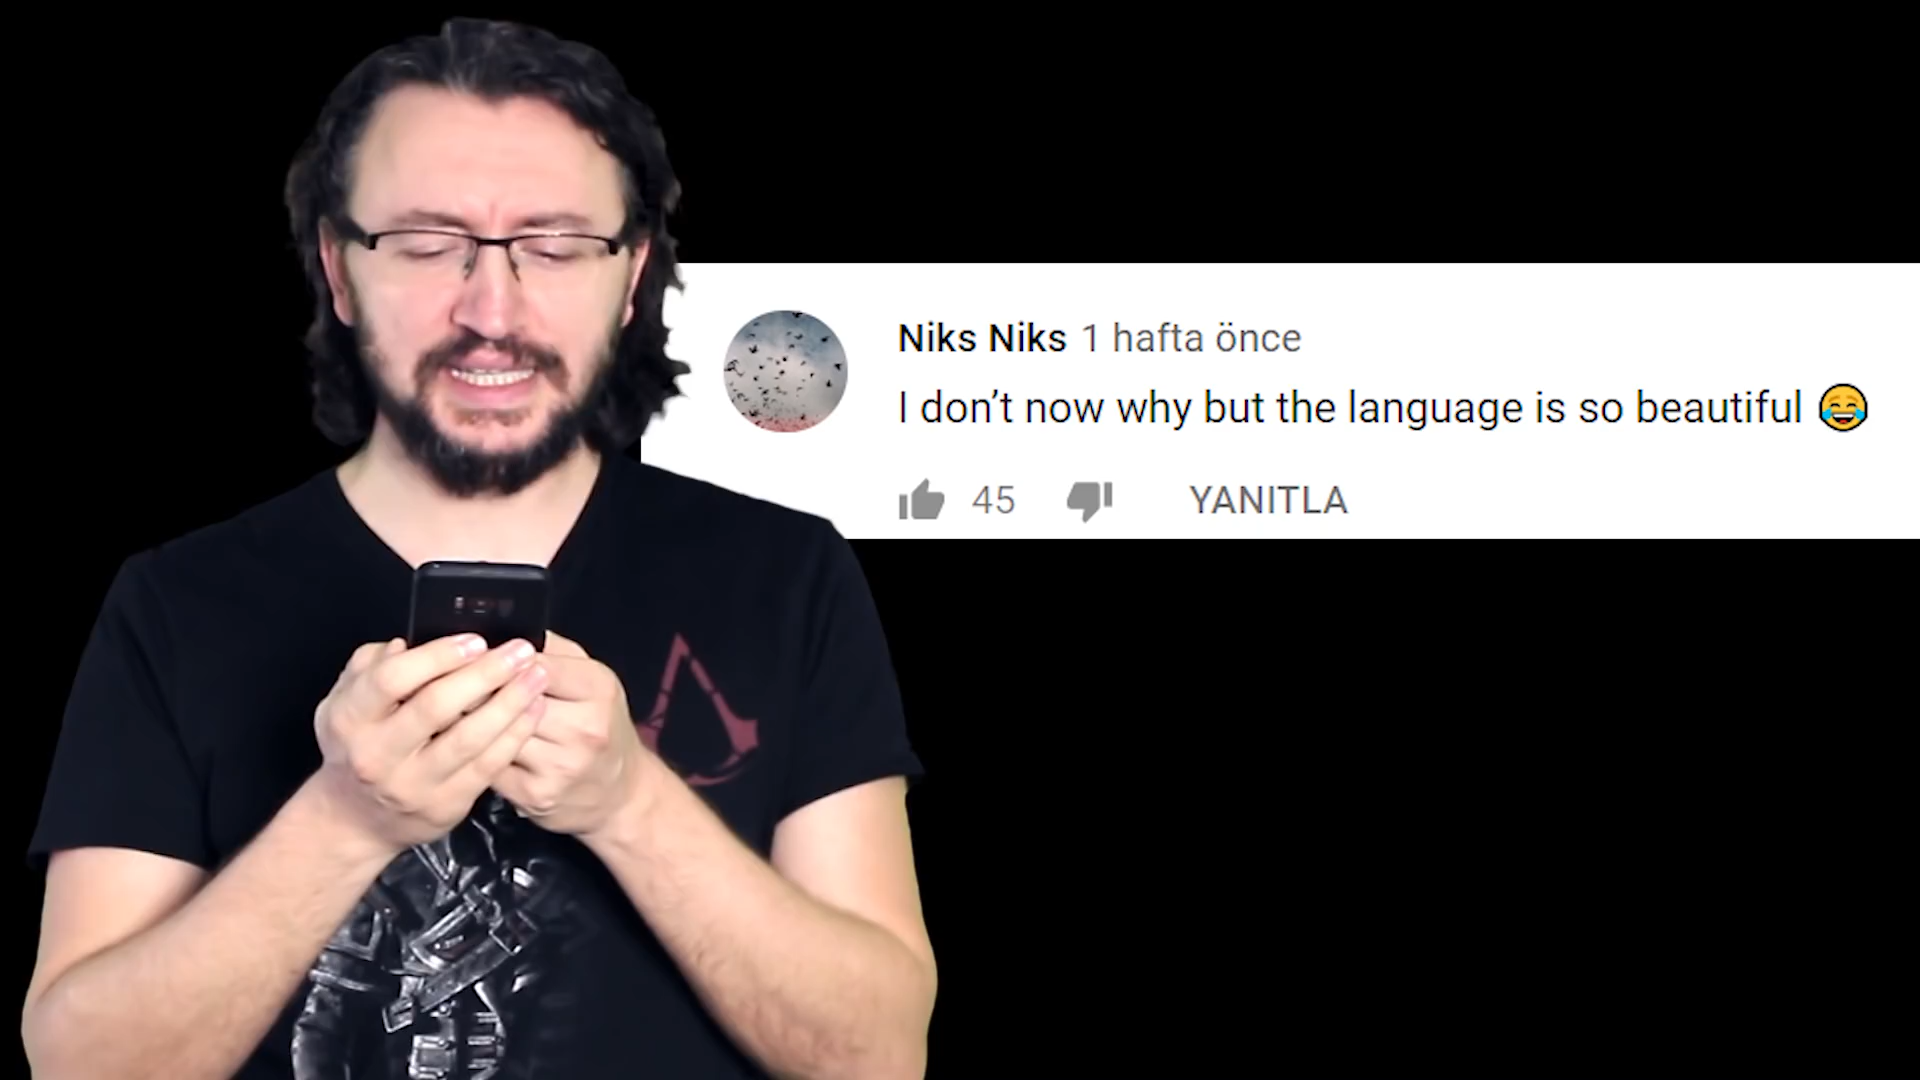 Niks Niks 1 hafta önce
I don’t now why but the language is so beautiful 😂
45 YANITLA